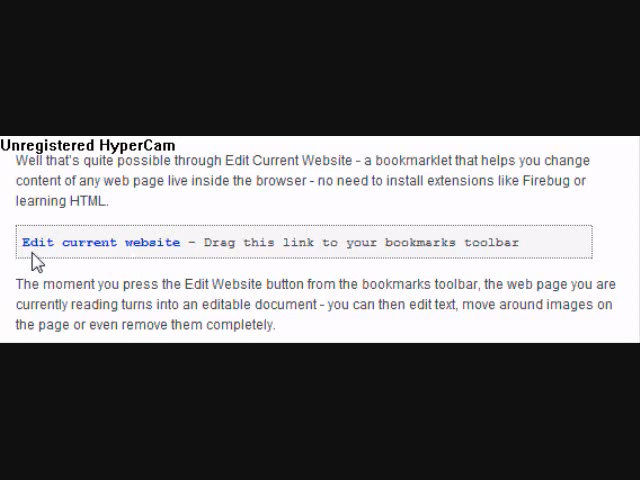 Unregistered HyperCam
Well that's quite possible through Edit Current Website - a bookmarklet that helps you change
content of any web page live inside the browser - no need to install extensions like Firebug or
learning HTML.
Edit current website – Drag this link to your bookmarks toolbar
The moment you press the Edit Website button from the bookmarks toolbar, the web page you are
currently reading turns into an editable document - you can then edit text, move around images on
the page or even remove them completely.